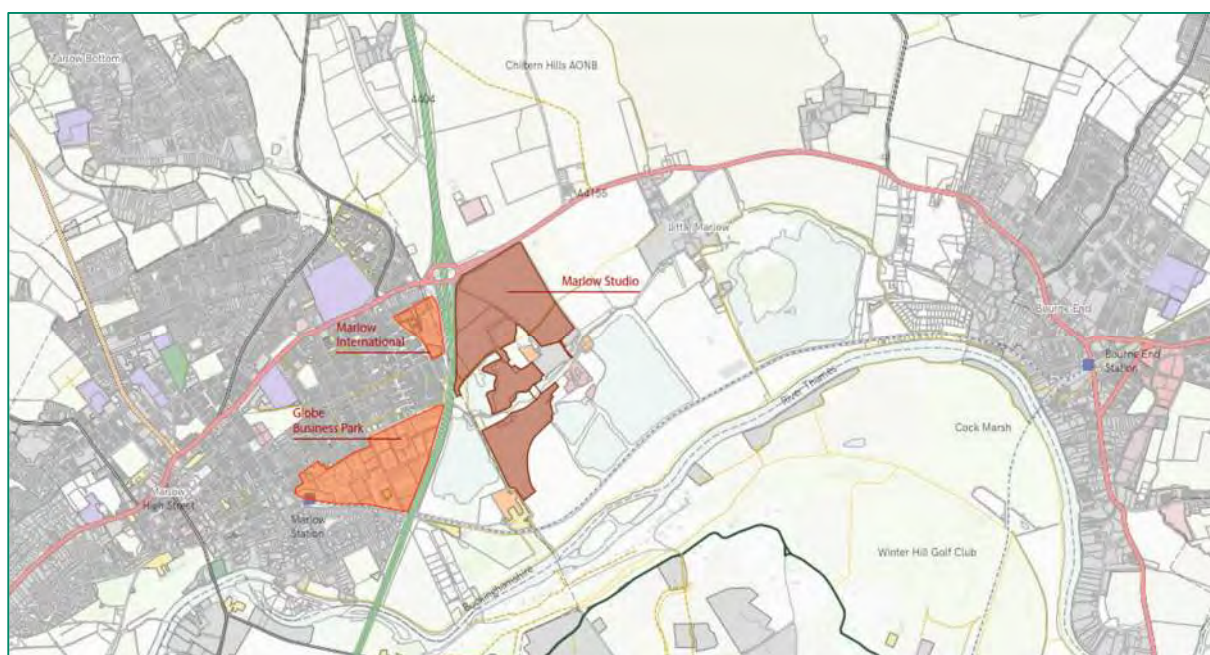 Marlow Bottom
Chiltern Hills AONB
A404
A4155
Little Marlow
Marlow Studio
Marlow
International
Bourne End
Bourne End
Station
Globe
Business Park
River Thames
Cock Marsh
Marlow
High Street
Marlow
Station
Winter Hill Golf Club
Buckinghamshire